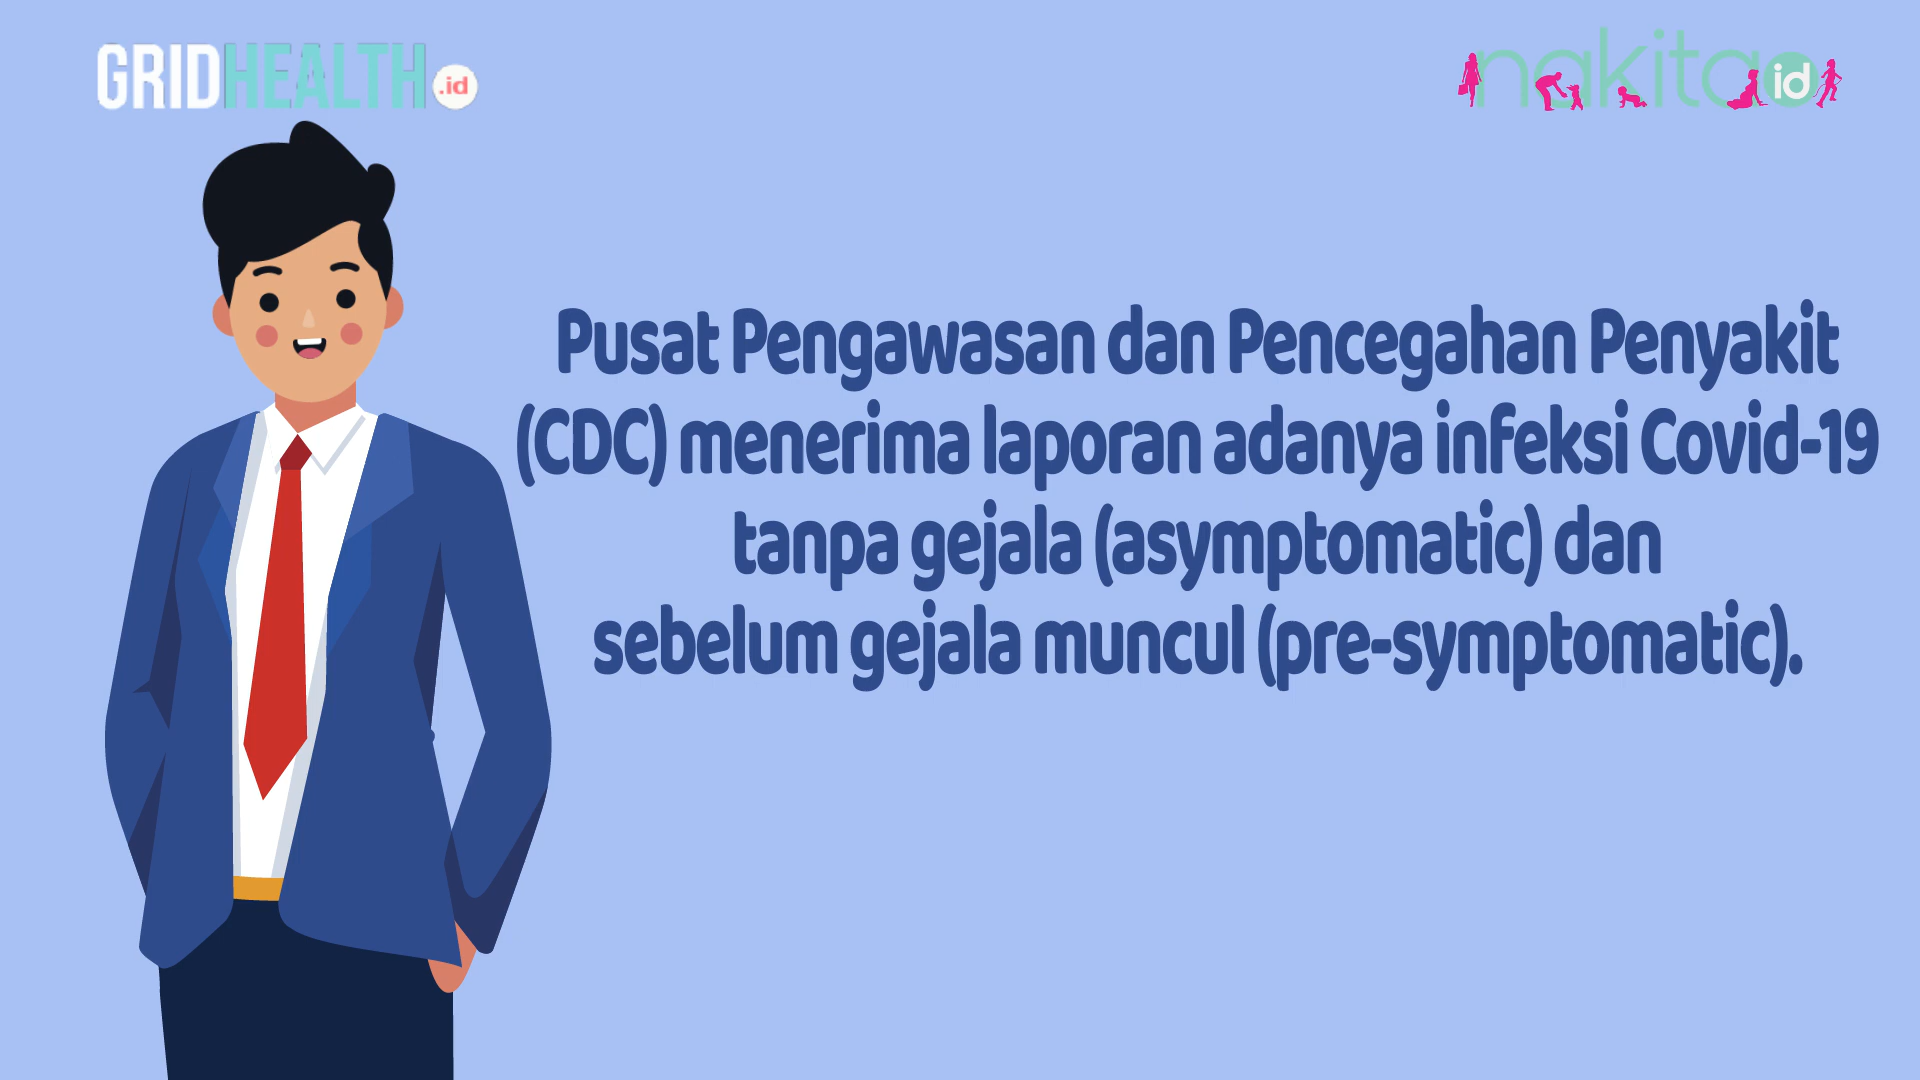 GRIDHEALTH.id
nakita id
Pusat Pengawasan dan Pencegahan Penyakit
(CDC) menerima laporan adanya infeksi Covid-19
tanpa gejala (asymptomatic) dan
sebelum gejala muncul (pre-symptomatic).